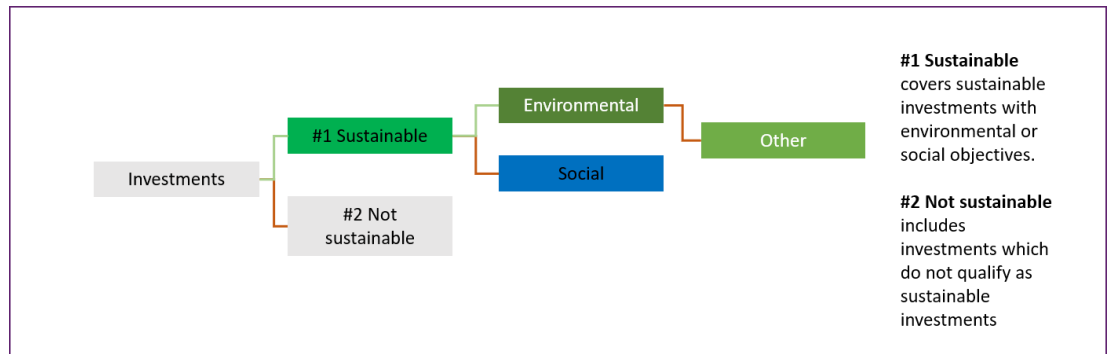 Investments
#1 Sustainable
#2 Not
sustainable
Environmental
Social
Other
#1 Sustainable
covers sustainable
investments with
environmental or
social objectives.
#2 Not sustainable
includes
investments which
do not qualify as
sustainable
investments